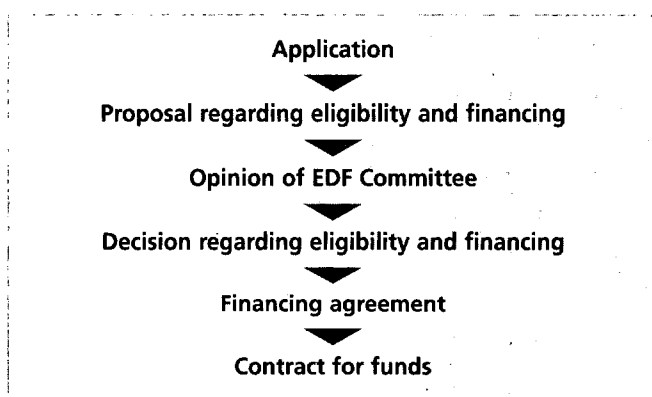 Application
Proposal regarding eligibility and financing
Opinion of EDF Committee
Decision regarding eligibility and financing
Financing agreement
Contract for funds